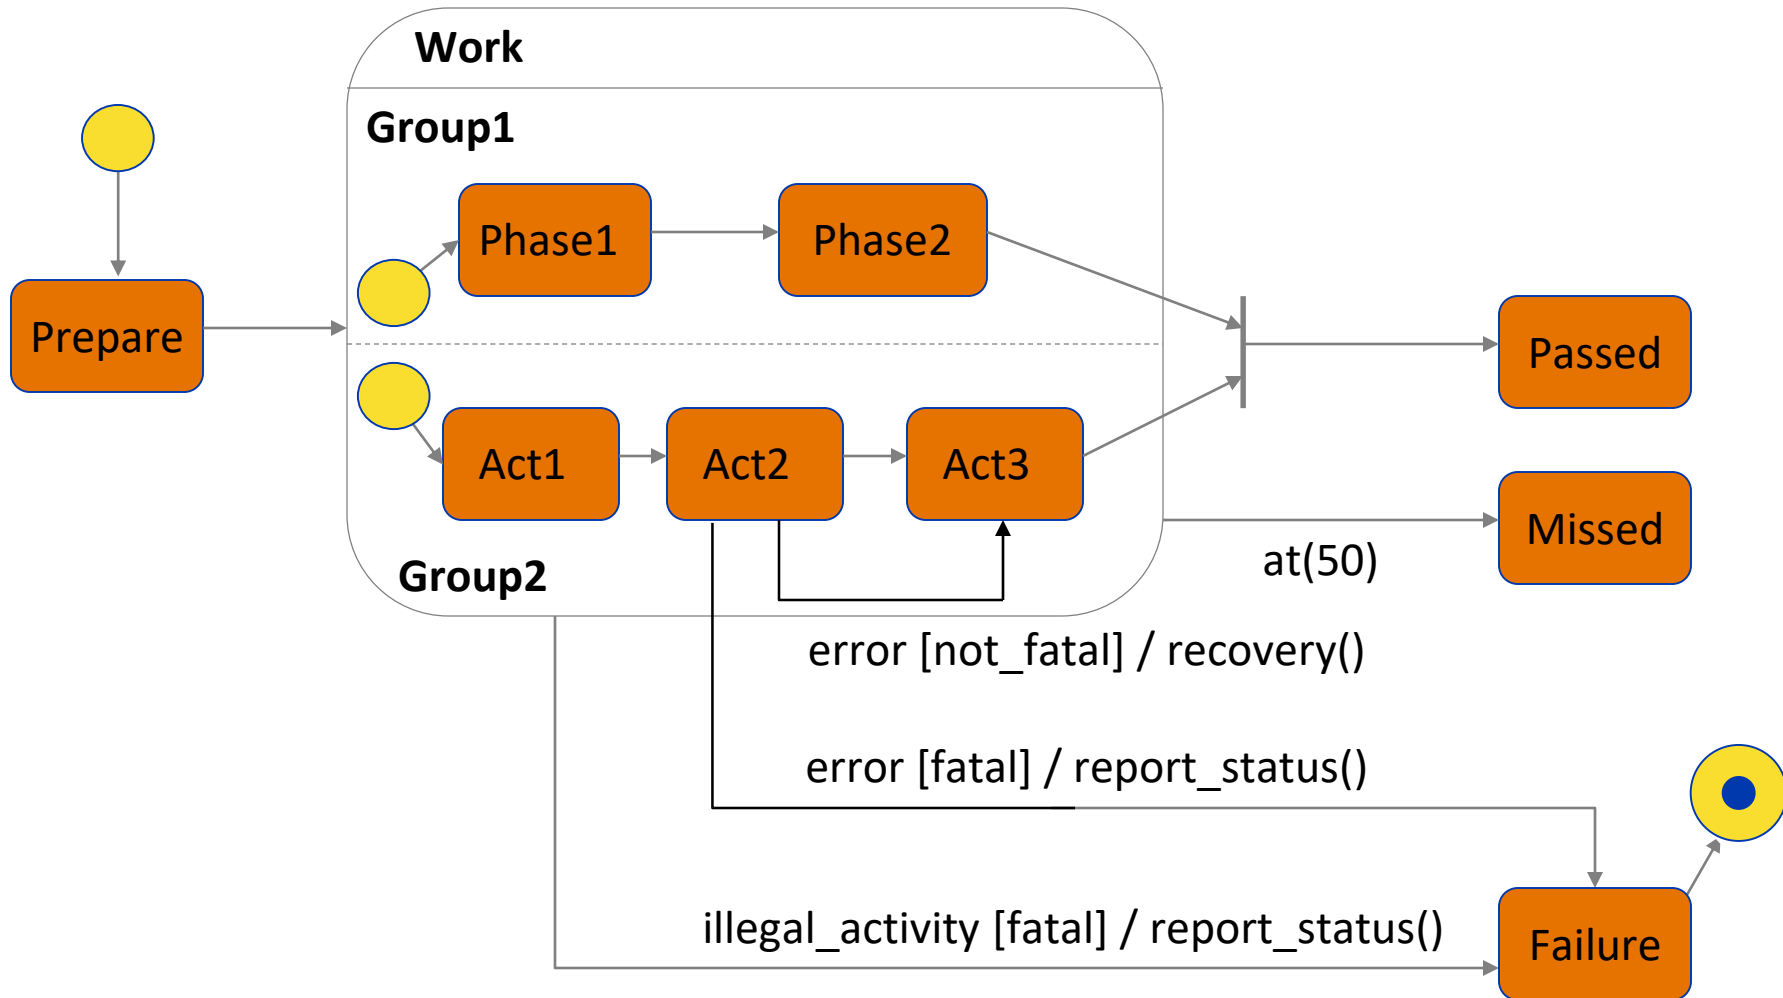 Work
Group1
Phase1
Phase2
Prepare
Passed
Act1
Act2
Act3
Missed
at(50)
Group2
error [not_fatal] / recovery()
error [fatal] / report_status()
illegal_activity [fatal] / report_status()
Failure